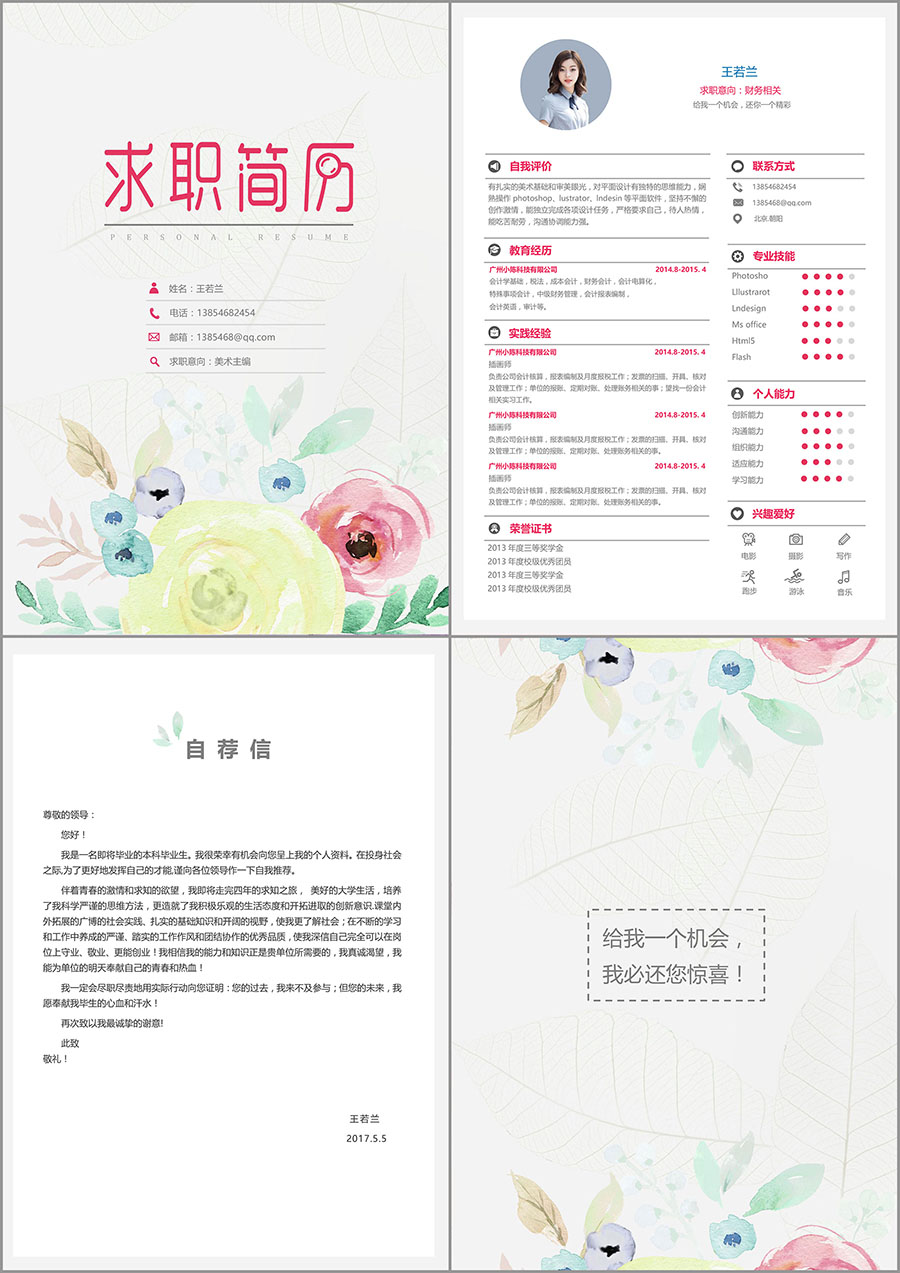 求职简历
PERSONAL RESUME
姓名：王若兰
电话：13854682454
邮箱：1385468@qq.com
求职意向：美术主编
王若兰
求职意向：财务相关
给我一个机会，还你一个精彩
自我评价
有扎实的美术基础和审美眼光，对平面设计有独特的思维能力，娴
熟操作 photoshop、lustrator、lndesin 等平面软件，坚持不懈的
创作激情，能独立完成各项设计任务，严格要求自己，待人热情，
能吃苦耐劳，沟通协调能力强。
教育经历
广州小陈科技有限公司 2014.8-2015. 4
会计学基础，税法，成本会计，财务会计，会计电算化，
特殊事项会计，中级财务管理，会计报表编制，
会计英语，审计等。
实践经验
广州小陈科技有限公司 2014.8-2015. 4
插画师
负责公司会计核算，报表编制及月度报税工作；发票的扫描、开具、核对
及管理工作；单位的报账、定期对账、处理账务相关的事；望找一份会计
相关实习工作。
广州小陈科技有限公司 2014.8-2015. 4
插画师
负责公司会计核算，报表编制及月度报税工作；发票的扫描、开具、核对
及管理工作；单位的报账、定期对账、处理账务相关的事。
广州小陈科技有限公司 2014.8-2015. 4
插画师
负责公司会计核算，报表编制及月度报税工作；发票的扫描、开具、核对
及管理工作；单位的报账、定期对账、处理账务相关的事。
荣誉证书
2013 年度三等奖学金
2013 年度校级优秀团员
2013 年度三等奖学金
2013 年度校级优秀团员
联系方式
13854682454
1385468@qq.com
北京.朝阳
专业技能
Photosho
Lllustrarot
Lndesign
Ms office
Html5
Flash
个人能力
创新能力
沟通能力
组织能力
适应能力
学习能力
兴趣爱好
电影 摄影 写作
跑步 游泳 音乐
自荐信
尊敬的领导：
您好！
我是一名即将毕业的本科毕业生。我很荣幸有机会向您呈上我的个人资料。在投身社会
之际,为了更好地发挥自己的才能,谨向各位领导作一下自我推荐。
伴着青春的激情和求知的欲望，我即将走完四年的求知之旅， 美好的大学生活，培养
了我科学严谨的思维方法，更造就了我积极乐观的生活态度和开拓进取的创新意识.课堂内
外拓展的广博的社会实践、扎实的基础知识和开阔的视野，使我更了解社会；在不断的学习
和工作中养成的严谨、踏实的工作作风和团结协作的优秀品质，使我深信自己完全可以在岗
位上守业、敬业、更能创业！我相信我的能力和知识正是贵单位所需要的，我真诚渴望，我
能为单位的明天奉献自己的青春和热血！
我一定会尽职尽责地用实际行动向您证明：您的过去，我来不及参与；但您的未来，我
愿奉献我毕生的心血和汗水！
再次致以我最诚挚的谢意!
此致
敬礼！
王若兰
2017.5.5
给我一个机会，
我必还您惊喜！